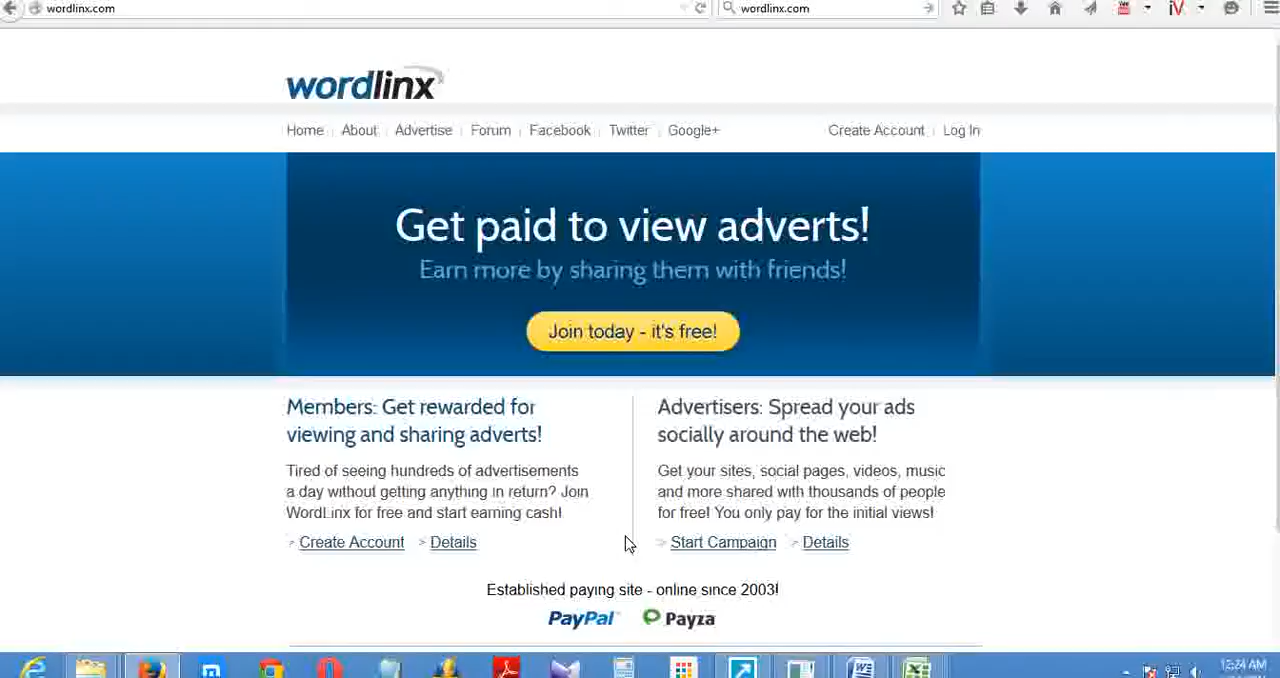 wordlinx.com
wordlinx.com
wordlinx
Home About Advertise Forum Facebook Twitter Google+ Create Account Log In
Get paid to view adverts!
Earn more by sharing them with friends!
Join today - it's free!
Members: Get rewarded for
viewing and sharing adverts!
Tired of seeing hundreds of advertisements
a day without getting anything in return? Join
WordLinx for free and start earning cash!
> Create Account > Details
Advertisers: Spread your ads
socially around the web!
Get your sites, social pages, videos, music
and more shared with thousands of people
for free! You only pay for the initial views!
> Start Campaign > Details
Established paying site - online since 2003!
PayPal Payza
12:24 AM